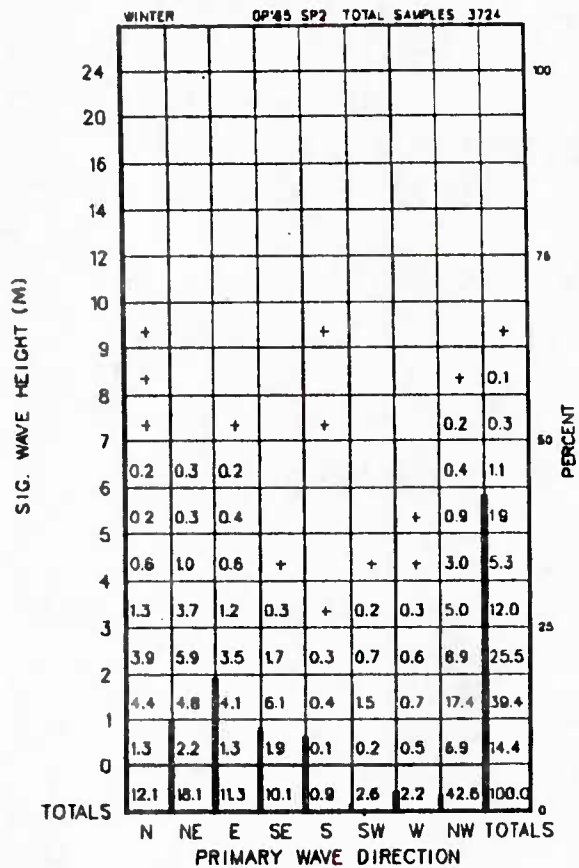 WINTER OP'85 SP2 TOTAL SAMPLES 3724
24 100
20
16
14
12 75
10
+ + +
9
+ + 0.1
8
+ + + 0.2 0.3
7 50
0.2 0.3 0.2 0.4 1.1
6
0.2 0.3 0.4 + 0.9 1.9
5
0.6 1.0 0.6 + + + 3.0 5.3
4
1.3 3.7 1.2 0.3 + 0.2 0.3 5.0 12.0
3 25
3.9 5.9 3.5 1.7 0.3 0.7 0.6 8.9 25.5
2
4.4 4.8 4.1 6.1 0.4 1.5 0.7 17.4 39.4
1
1.3 2.2 1.3 1.9 0.1 0.2 0.5 6.9 14.4
0
12.1 18.1 11.3 10.1 0.9 2.6 2.2 42.6 100.0
TOTALS 0
N NE E SE S SW W NW TOTALS
PRIMARY WAVE DIRECTION
SIG. WAVE HEIGHT (M)
PERCENT